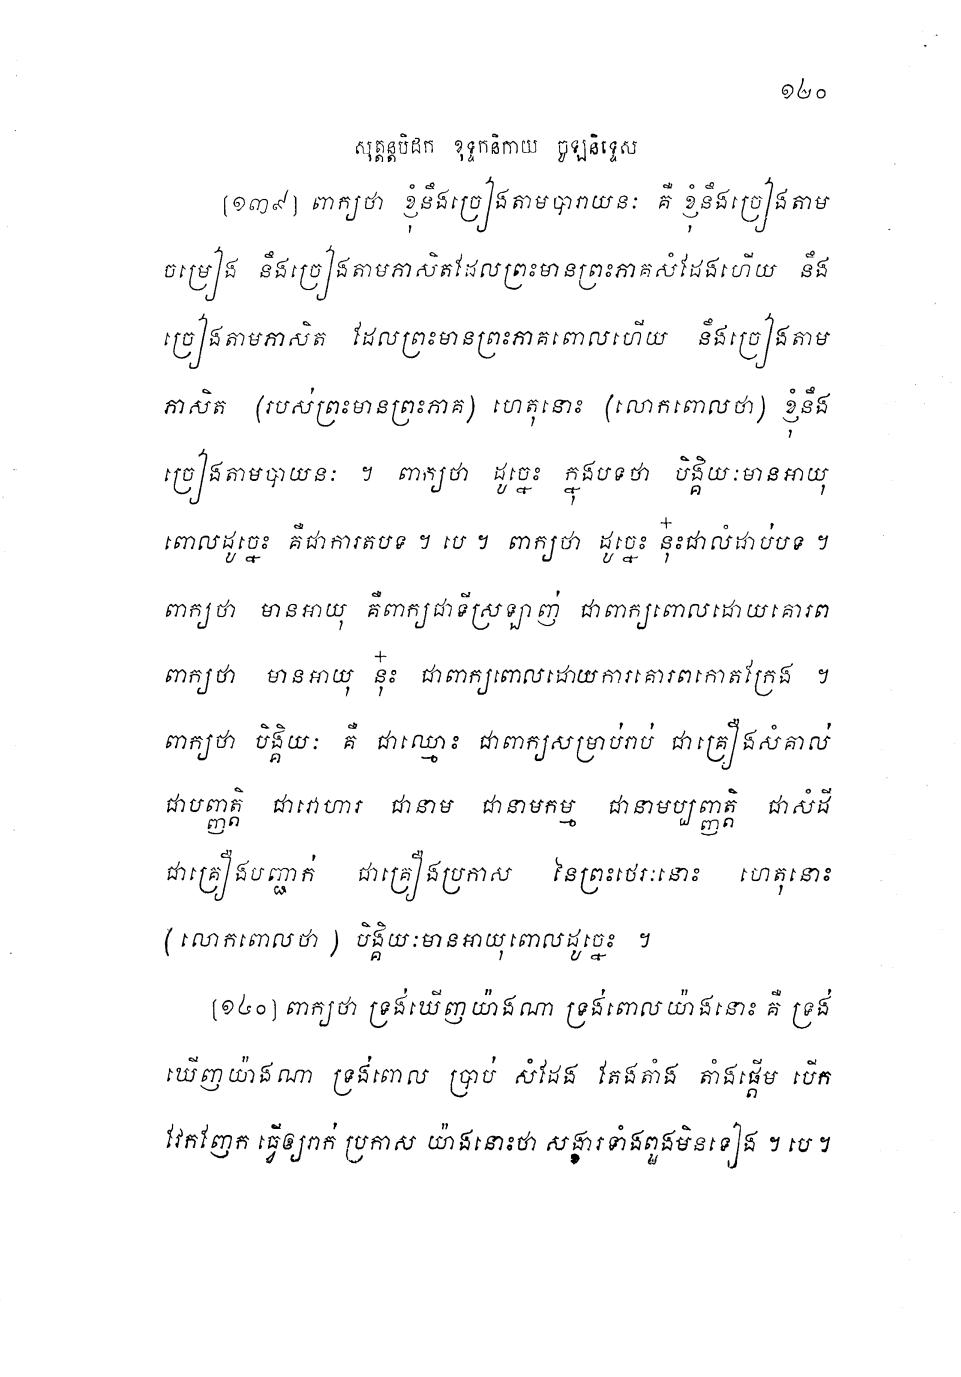 ១៤០
សុត្តន្តបិដក ខុទ្ទកនិកាយ ចូឡនិទ្ទេស
[១៣៩] ពាក្យថា ខ្ញុំនឹងច្រៀងតាមបារាយនៈ គឺ ខ្ញុំនឹងច្រៀងតាម
ចម្រៀង នឹងច្រៀងតាមភាសិតដែលព្រះមានព្រះភាគសំដែងហើយ នឹង
ច្រៀងតាមភាសិត ដែលព្រះមានព្រះភាគពោលហើយ នឹងច្រៀងតាម
ភាសិត (របស់ព្រះមានព្រះភាគ) ហេតុនោះ (លោកពោលថា) ខ្ញុំនឹង
ច្រៀងតាមបាយនៈ ។ ពាក្យថា ដូច្នេះ ក្នុងបទថា បិង្គិយៈមានអាយុ
ពោលដូច្នេះ គឺជាការតបទ ។ បេ ។ ពាក្យថា ដូច្នេះ នុ៎ះជាលំដាប់បទ ។
ពាក្យថា មានអាយុ គឺពាក្យជាទីស្រឡាញ់ ជាពាក្យពោលដោយគោរព
ពាក្យថា មានអាយុ នុ៎ះ ជាពាក្យពោលដោយការគោរពកោតក្រែង ។
ពាក្យថា បិង្គិយៈ គឺ ជាឈ្មោះ ជាពាក្យសម្រាប់រាប់ ជាគ្រឿងសំគាល់
ជាបញ្ញត្តិ ជាវោហារ ជានាម ជានាមកម្ម ជានាមប្បញ្ញត្តិ ជាសំដី
ជាគ្រឿងបញ្ជាក់ ជាគ្រឿងប្រកាស នៃព្រះថេរៈនោះ ហេតុនោះ
(លោកពោលថា) បិង្គិយៈមានអាយុពោលដូច្នេះ ។
[១៤០] ពាក្យថា ទ្រង់ឃើញយ៉ាងណា ទ្រង់ពោលយ៉ាងនោះ គឺ ទ្រង់
ឃើញយ៉ាងណា ទ្រង់ពោល ប្រាប់ សំដែង តែងតាំង តាំងផ្តើម បើក
វែកញែក ធ្វើឲ្យរាក់ ប្រកាស យ៉ាងនោះថា សង្ខារទាំងពួងមិនទៀង ។ បេ ។